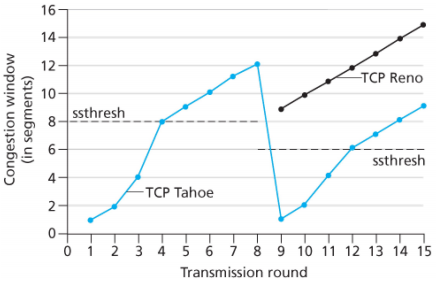 Congestion window
(in segments)
16
14
12
10
8
6
4
2
0
ssthresh
TCP Reno
ssthresh
TCP Tahoe
0 1 2 3 4 5 6 7 8 9 10 11 12 13 14 15
Transmission round